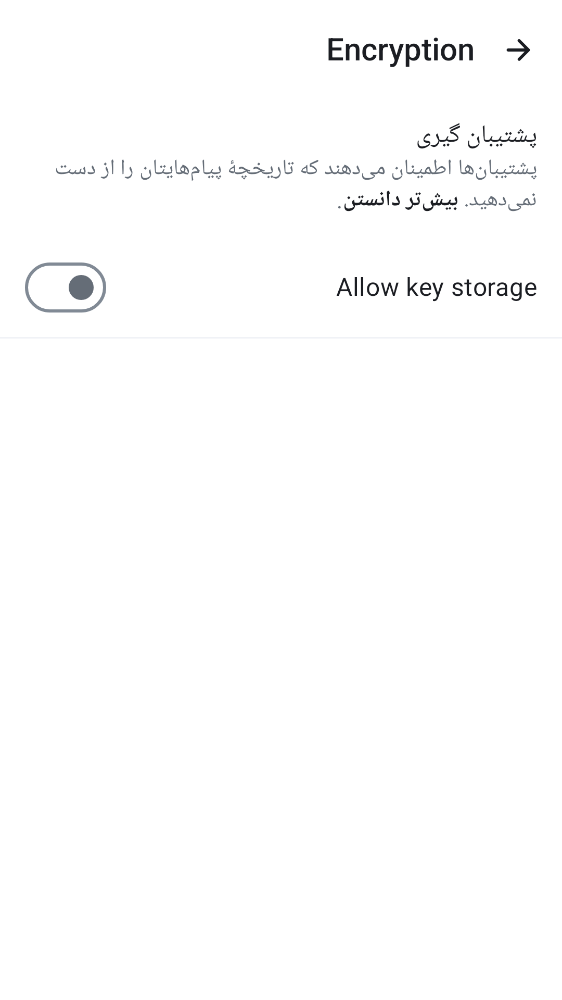 Encryption
پشتیبان گیری
پشتیبان‌ها اطمینان می‌دهند که تاریخچهٔ پیام‌هایتان را از دست
نمی‌دهید. بیش‌تر دانستن.
Allow key storage